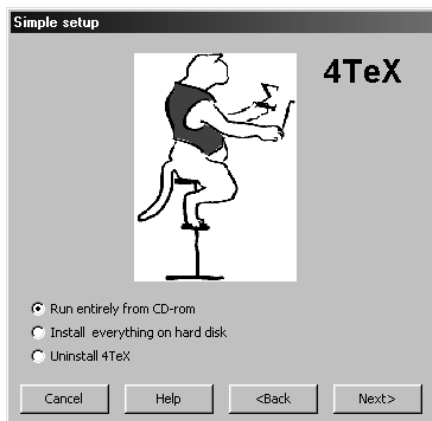 Simple setup
4TeX
Run entirely from CD-rom
Install everything on hard disk
Uninstall 4TeX
Cancel Help <Back Next>